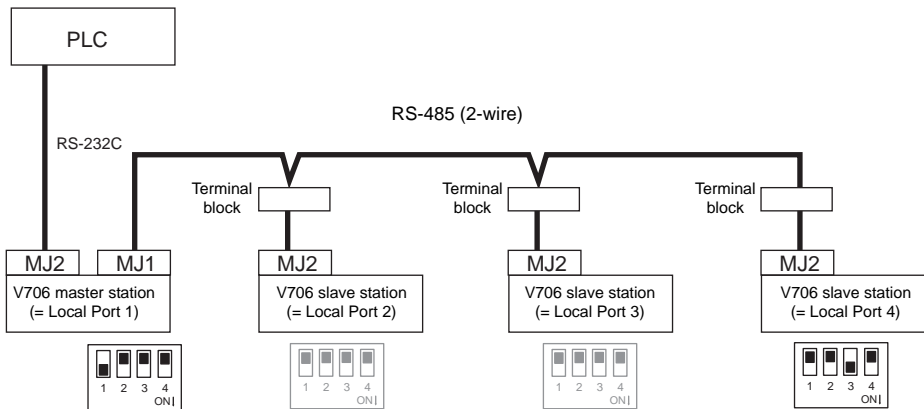 PLC
RS-485 (2-wire)
RS-232C
Terminal
block
Terminal
block
Terminal
block
MJ2
MJ1
MJ2
MJ2
MJ2
V706 master station
(= Local Port 1)
V706 slave station
(= Local Port 2)
V706 slave station
(= Local Port 3)
V706 slave station
(= Local Port 4)
1 2 3 4
ON
1 2 3 4
ON
1 2 3 4
ON
1 2 3 4
ON